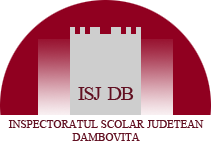 ISJ DB
INSPECTORATUL SCOLAR JUDETEAN
DAMBOVITA